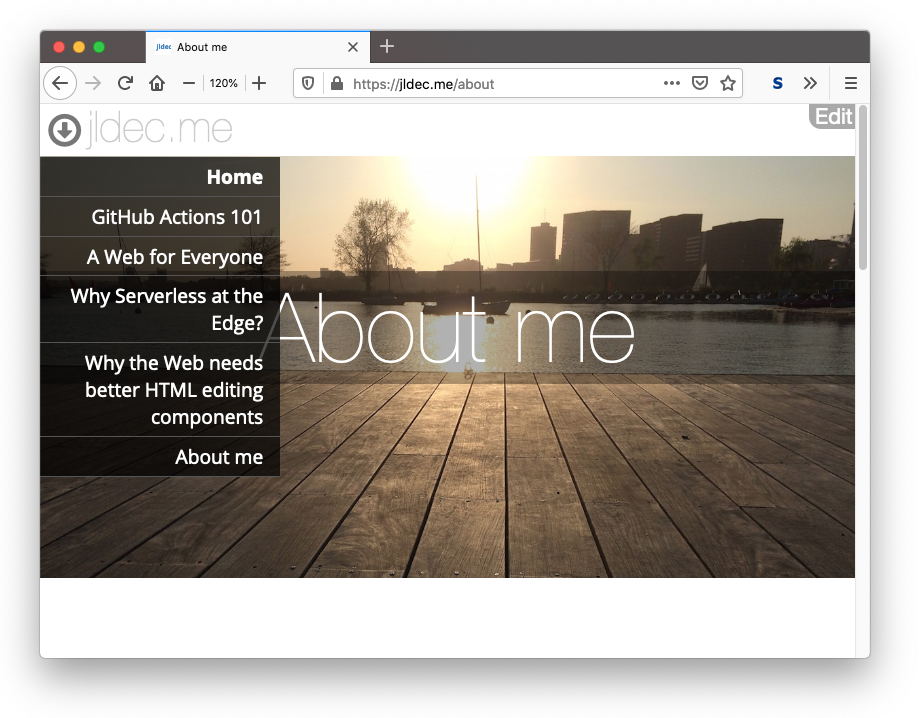 jldec About me
120%
https://jldec.me/about
S
jldec.me
Edit
Home
GitHub Actions 101
A Web for Everyone
Why Serverless at the
Edge?
Why the Web needs
better HTML editing
components
About me
About me